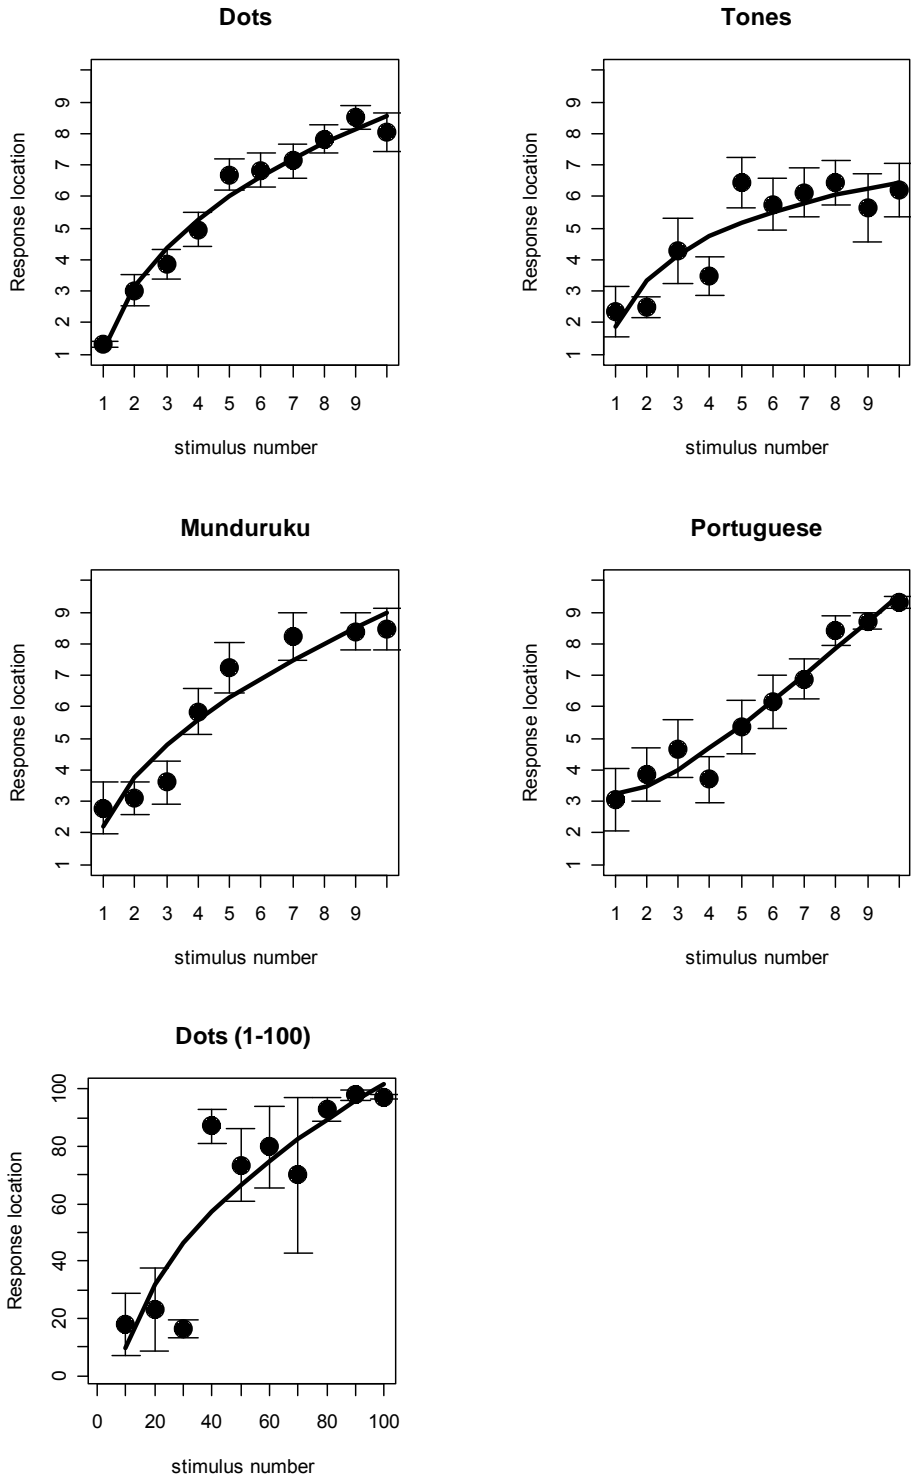 Dots
Response location
9
8
7
6
5
4
3
2
1
1 2 3 4 5 6 7 8 9
stimulus number
Tones
Response location
9
8
7
6
5
4
3
2
1
1 2 3 4 5 6 7 8 9
stimulus number
Munduruku
Response location
9
8
7
6
5
4
3
2
1
1 2 3 4 5 6 7 9
stimulus number
Portuguese
Response location
9
8
7
6
5
4
3
2
1
1 2 3 4 5 6 7 8 9
stimulus number
Dots (1-100)
Response location
100
80
60
40
20
0
0 20 40 60 80 100
stimulus number